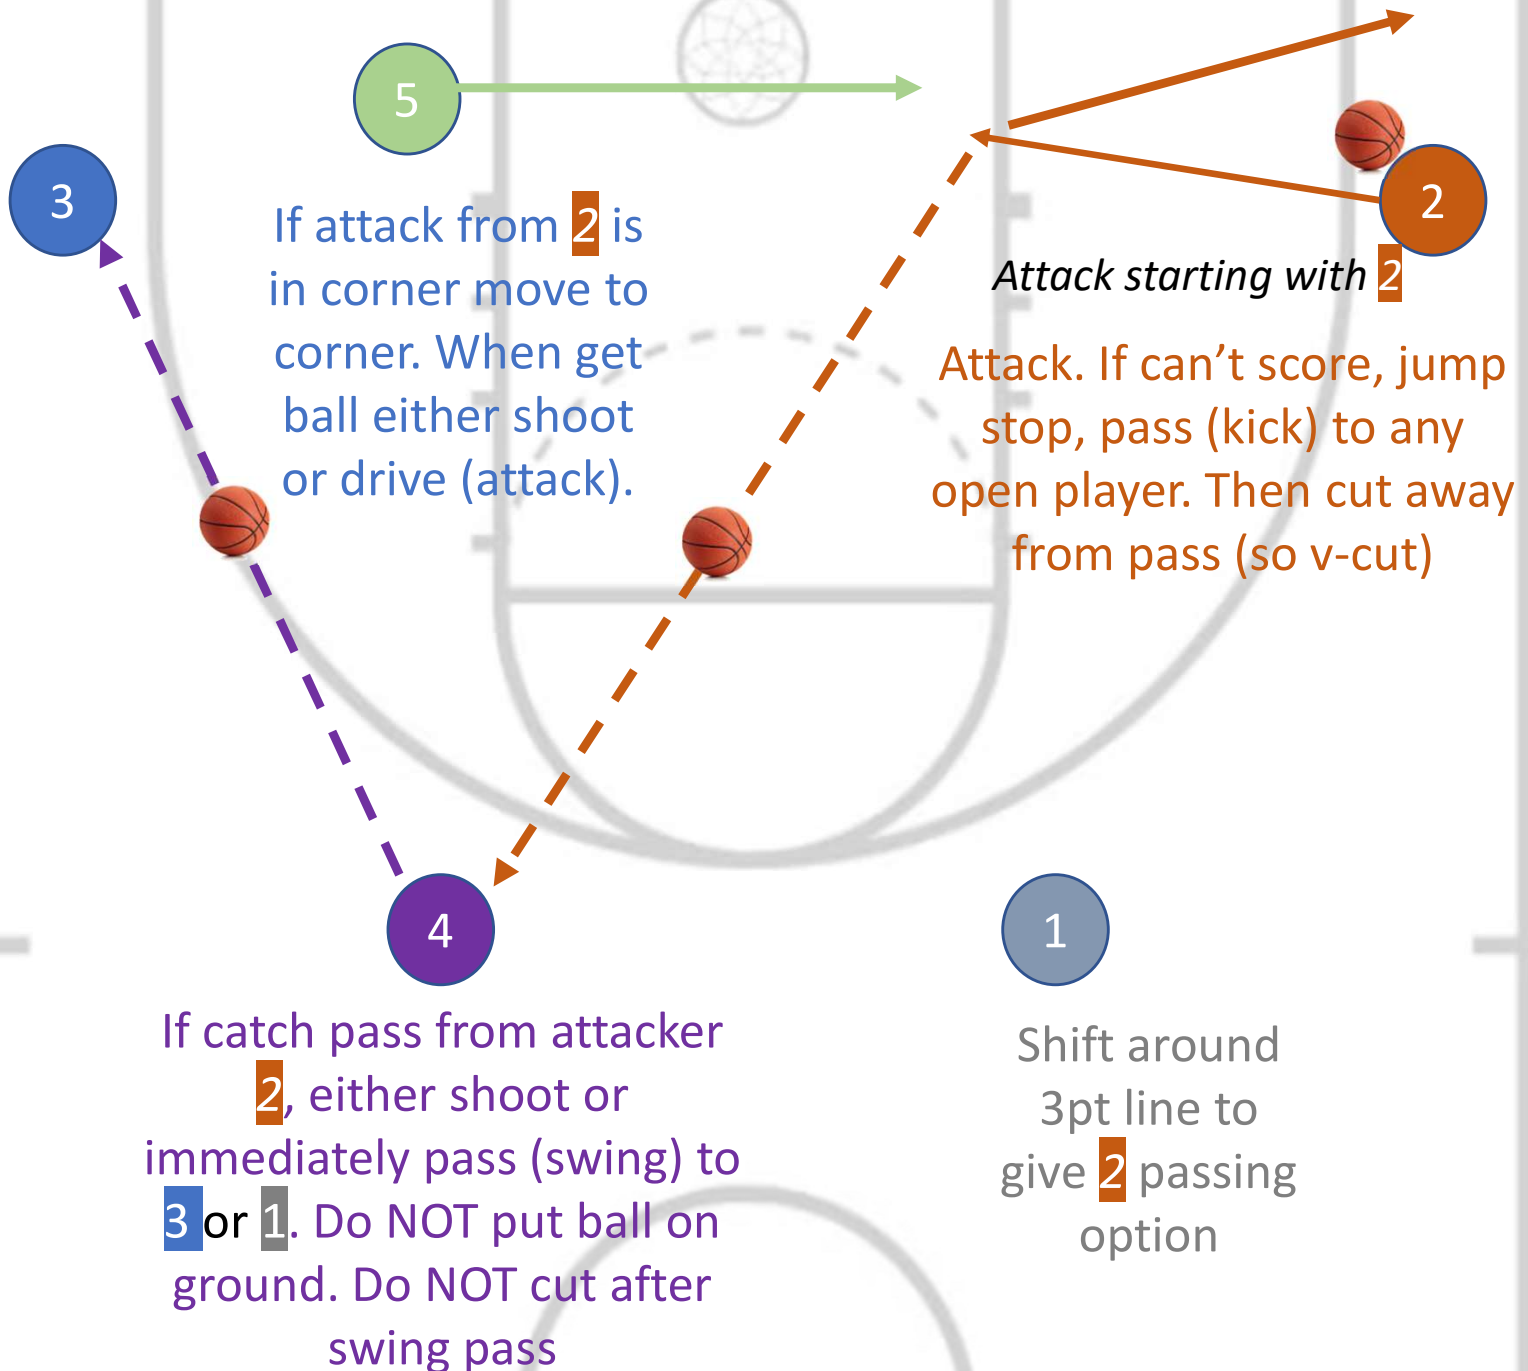 5
3
2
If attack from 2 is
in corner move to
corner. When get
ball either shoot
or drive (attack).
Attack starting with 2
Attack. If can’t score, jump
stop, pass (kick) to any
open player. Then cut away
from pass (so v-cut)
4
1
If catch pass from attacker
2, either shoot or
immediately pass (swing) to
3 or 1. Do NOT put ball on
ground. Do NOT cut after
swing pass
Shift around
3pt line to
give 2 passing
option